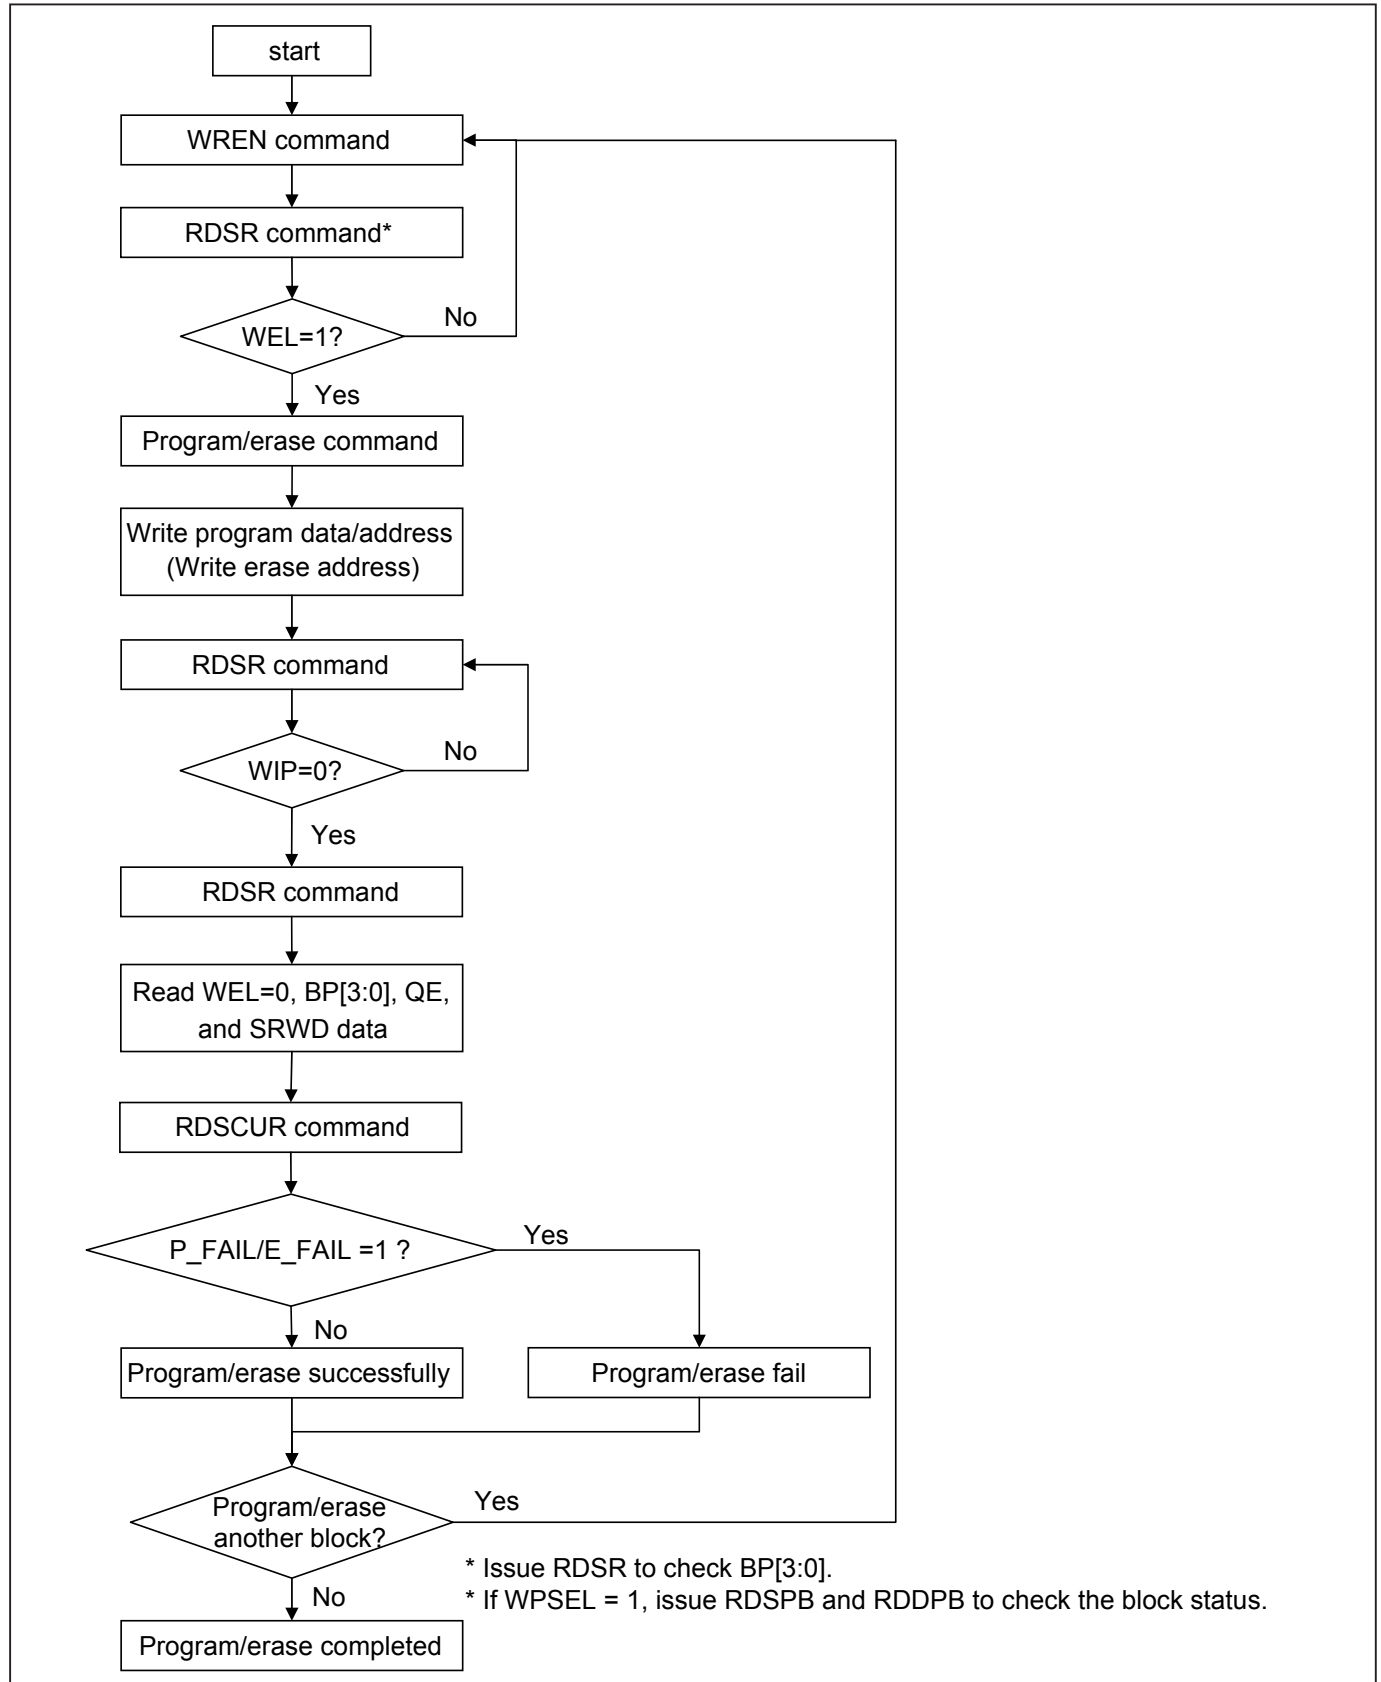 start
WREN command
RDSR command*
WEL=1?
No
Yes
Program/erase command
Write program data/address
(Write erase address)
RDSR command
WIP=0?
No
Yes
RDSR command
Read WEL=0, BP[3:0], QE,
and SRWD data
RDSCUR command
P_FAIL/E_FAIL =1 ?
Yes
No
Program/erase successfully
Program/erase fail
Program/erase
another block?
Yes
* Issue RDSR to check BP[3:0].
* If WPSEL = 1, issue RDSPB and RDDPB to check the block status.
No
Program/erase completed